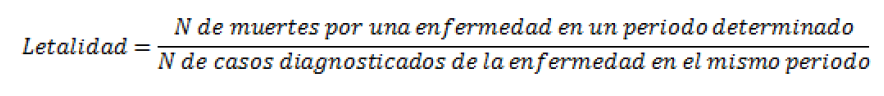 Letalidad = N de muertes por una enfermedad en un periodo determinado
N de casos diagnosticados de la enfermedad en el mismo periodo